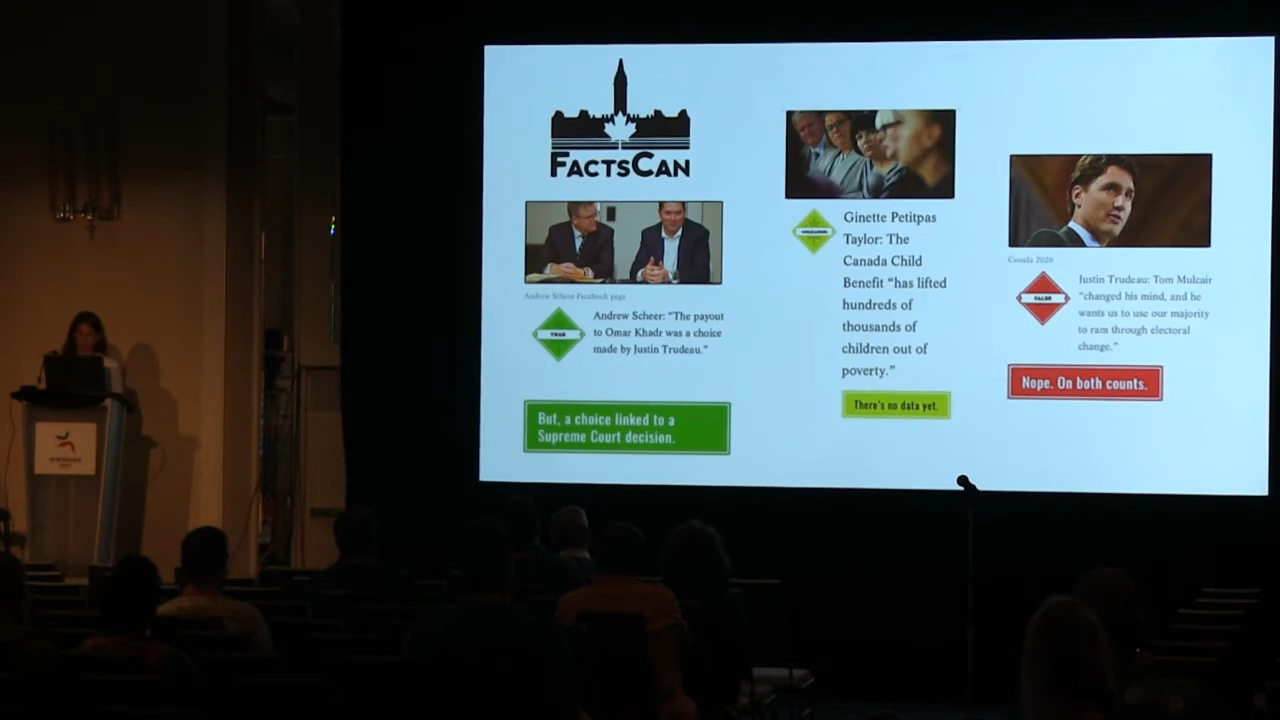 FACTSCAN
Andrew Scheer Facebook page
TRUE
Andrew Scheer: “The payout
to Omar Khadr was a choice
made by Justin Trudeau.”
But, a choice linked to a
Supreme Court decision.
Ginette Petitpas
Taylor: The
Canada Child
Benefit “has lifted
hundreds of
thousands of
children out of
poverty.”
There's no data yet.
Canada 2020
FALSE
Justin Trudeau: Tom Mulcair
“changed his mind, and he
wants us to use our majority
to ram through electoral
change.”
Nope. On both counts.